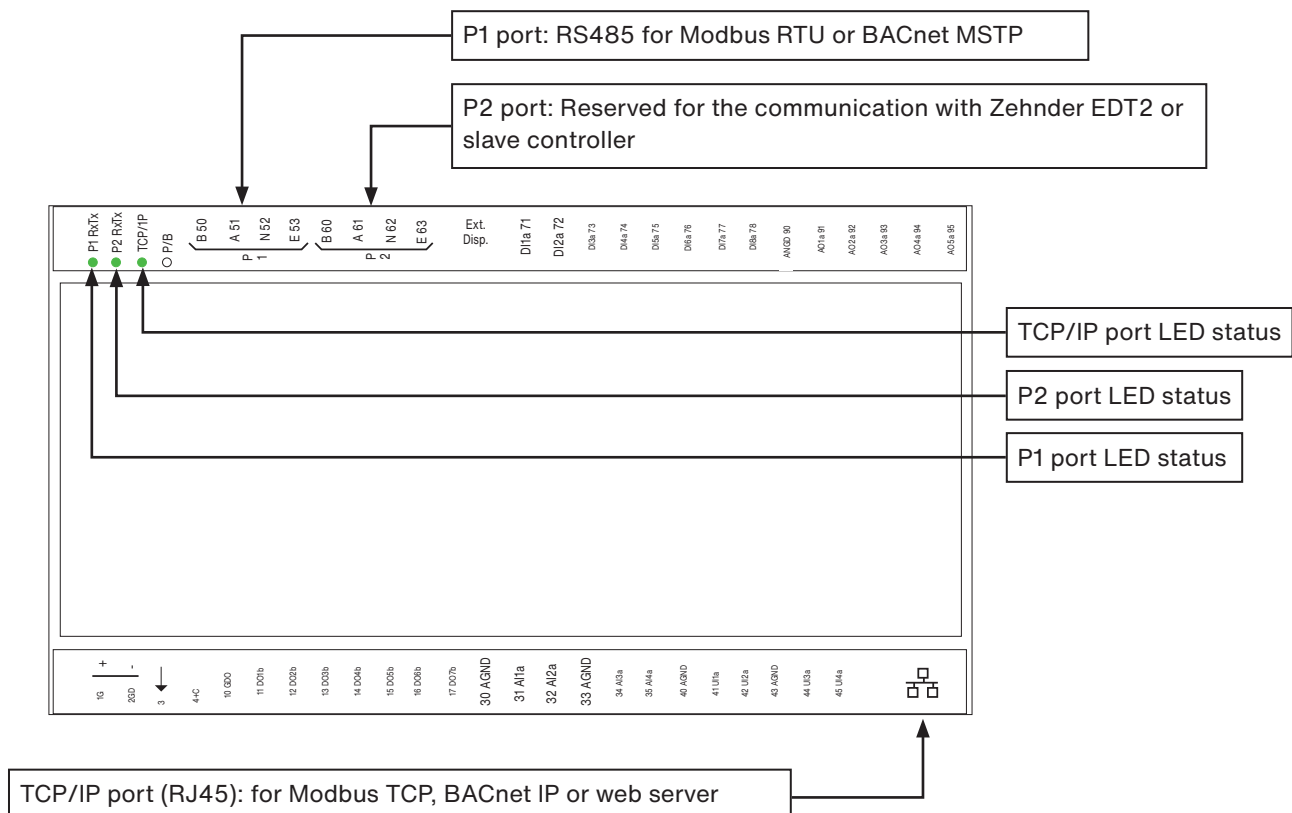 P1 port: RS485 for Modbus RTU or BACnet MSTP
P2 port: Reserved for the communication with Zehnder EDT2 or
slave controller
P1 RxTx
P2 RxTx
TCP/1P
P/B
B 50
A 51
N 52
E 53
P 1
B 60
A 61
N 62
E 63
P 2
Ext.
Disp.
DI1a 71
DI2a 72
DI3a 73
DI4a 74
DI5a 75
DI6a 76
DI7a 77
DI8a 78
ANGD 90
AO1a 91
AO2a 92
AO3a 93
AO4a 94
AO5a 95
TCP/IP port LED status
P2 port LED status
P1 port LED status
+
-
1G
2GD
3
4+C
10 GDO
11 DO1b
12 DO2b
13 DO3b
14 DO4b
15 DO5b
16 DO6b
17 DO7b
30 AGND
31 AI1a
32 AI2a
33 AGND
34 AI3a
35 AI4a
40 AGND
41 UI1a
42 UI2a
43 AGND
44 UI3a
45 UI4a
TCP/IP port (RJ45): for Modbus TCP, BACnet IP or web server